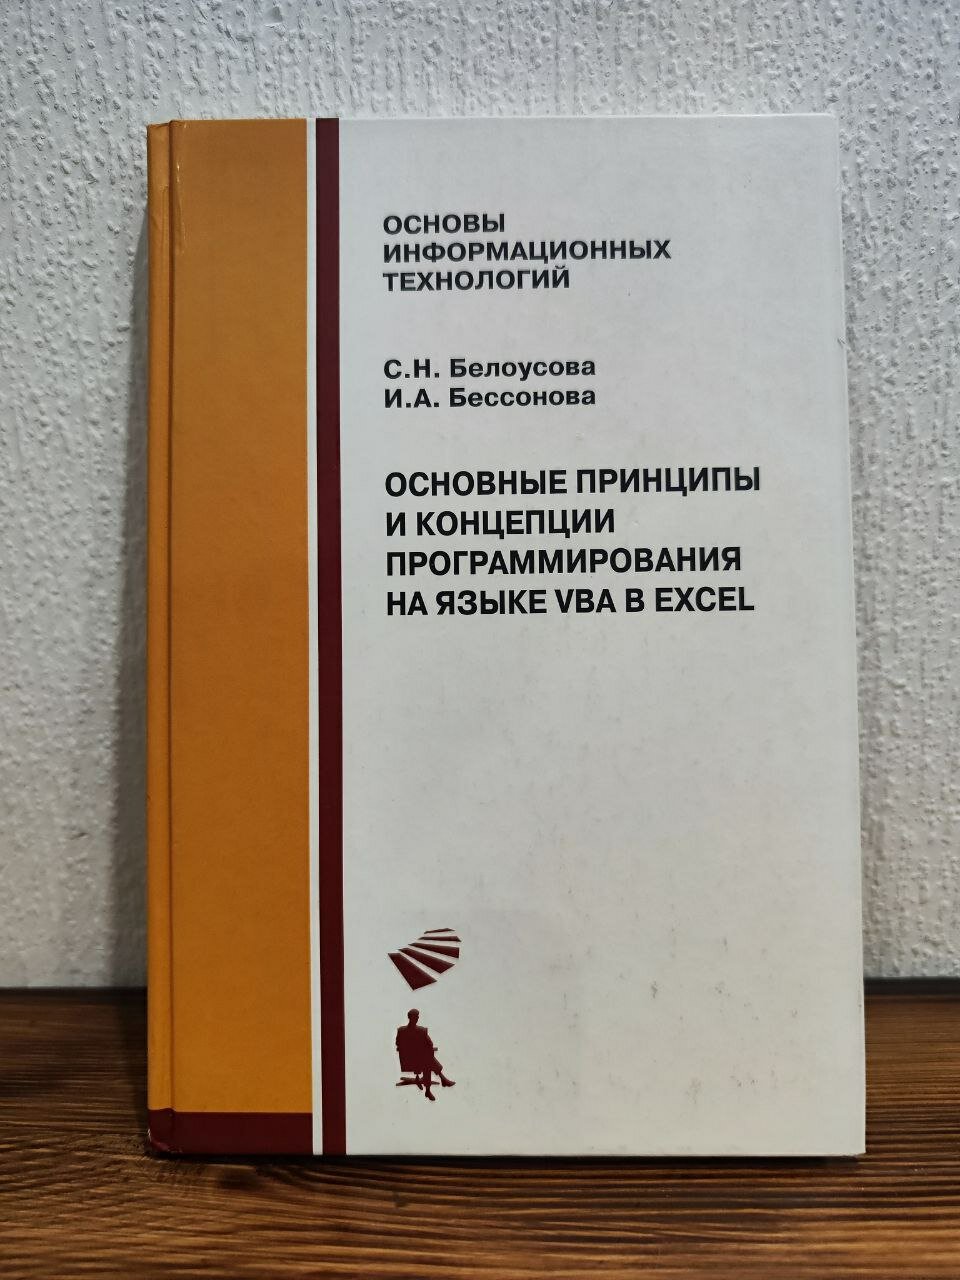 ОСНОВЫ
ИНФОРМАЦИОННЫХ
ТЕХНОЛОГИЙ
С.Н. Белоусова
И.А. Бессонова
ОСНОВНЫЕ ПРИНЦИПЫ
И КОНЦЕПЦИИ
ПРОГРАММИРОВАНИЯ
НА ЯЗЫКЕ VBA В EXCEL